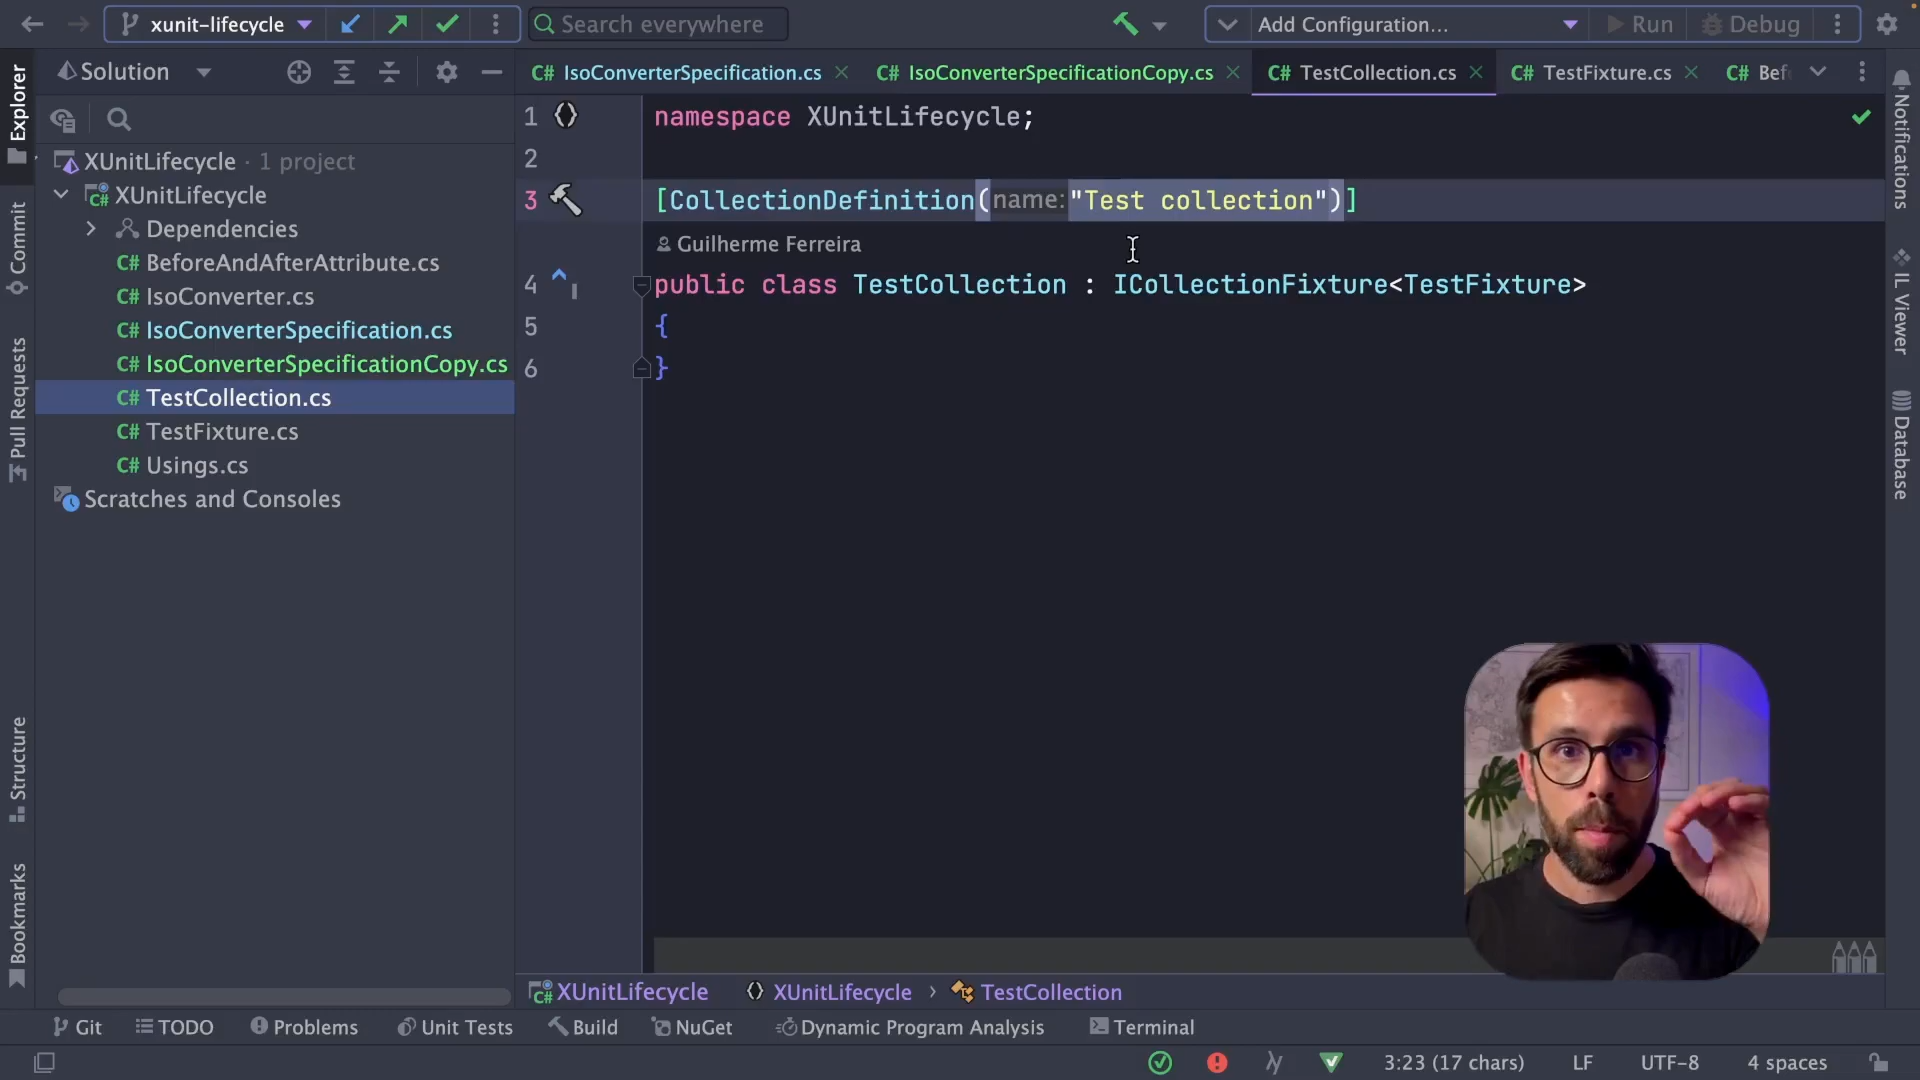 xunit-lifecycle
Search everywhere
Add Configuration...
Run
Debug
Explorer
Commit
Pull Requests
Structure
Bookmarks
Solution
XUnitLifecycle · 1 project
XUnitLifecycle
Dependencies
C# BeforeAndAfterAttribute.cs
C# IsoConverter.cs
C# IsoConverterSpecification.cs
C# IsoConverterSpecificationCopy.cs
C# TestCollection.cs
C# TestFixture.cs
C# Usings.cs
Scratches and Consoles
C# IsoConverterSpecification.cs
C# IsoConverterSpecificationCopy.cs
C# TestCollection.cs
C# TestFixture.cs
C# Bef
1 namespace XUnitLifecycle;
2
3 [CollectionDefinition(name:"Test collection")]
Guilherme Ferreira
4 public class TestCollection : ICollectionFixture<TestFixture>
5 {
6 }
Notifications
IL Viewer
Database
C# XUnitLifecycle {} XUnitLifecycle › TestCollection
Git
TODO
Problems
Unit Tests
Build
NuGet
Dynamic Program Analysis
Terminal
3:23 (17 chars)
LF
UTF-8
4 spaces